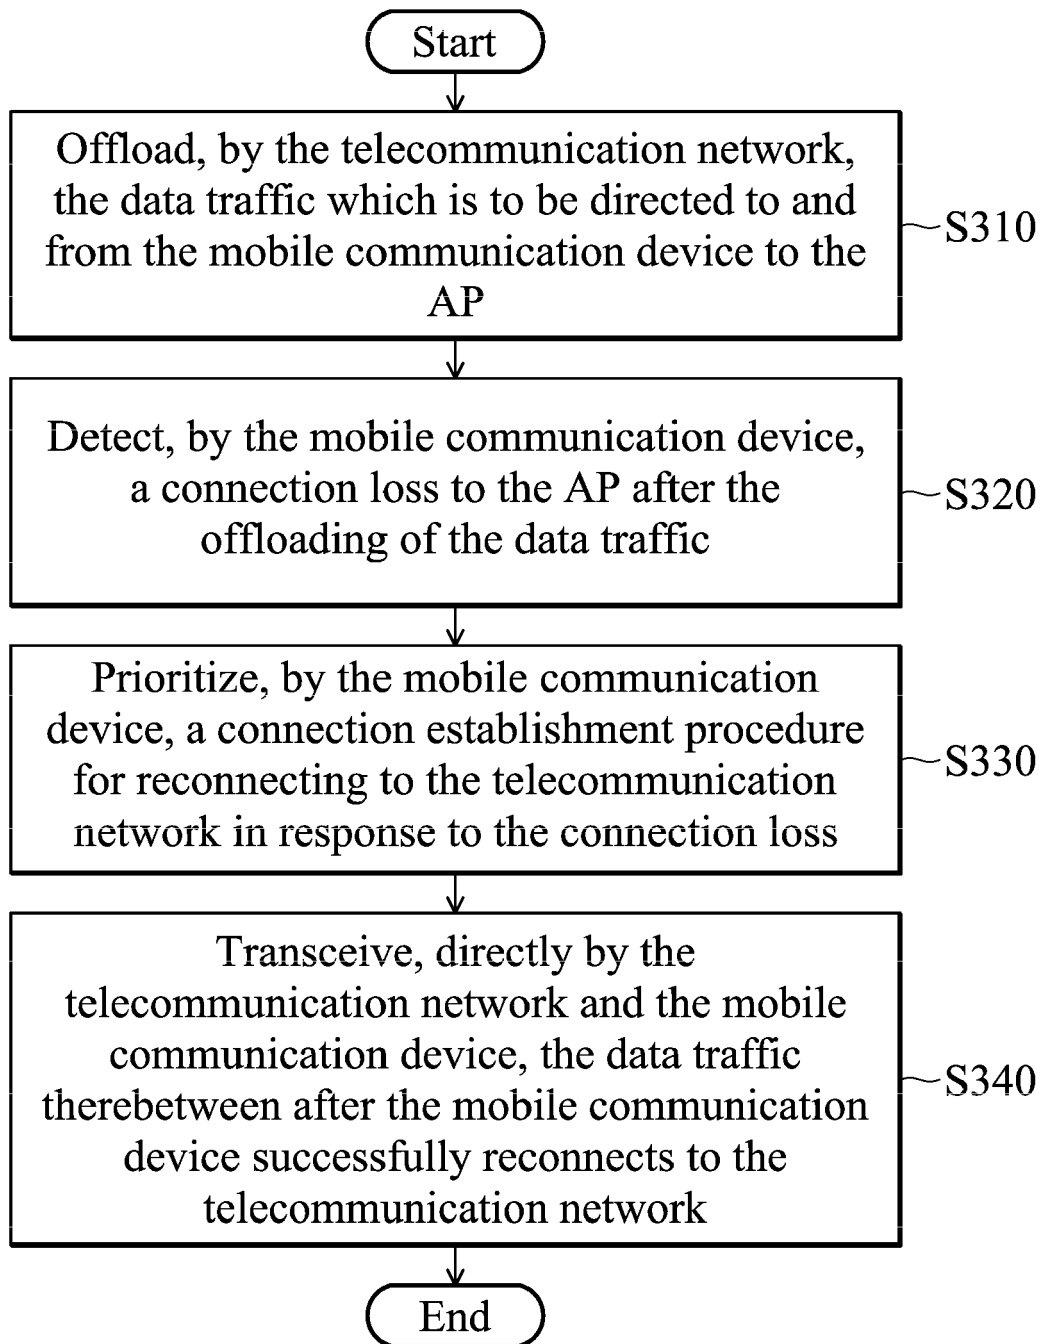 Start
Offload, by the telecommunication network,
the data traffic which is to be directed to and
from the mobile communication device to the
AP
S310
Detect, by the mobile communication device,
a connection loss to the AP after the
offloading of the data traffic
S320
Prioritize, by the mobile communication
device, a connection establishment procedure
for reconnecting to the telecommunication
network in response to the connection loss
S330
Transceive, directly by the
telecommunication network and the mobile
communication device, the data traffic
therebetween after the mobile communication
device successfully reconnects to the
telecommunication network
S340
End